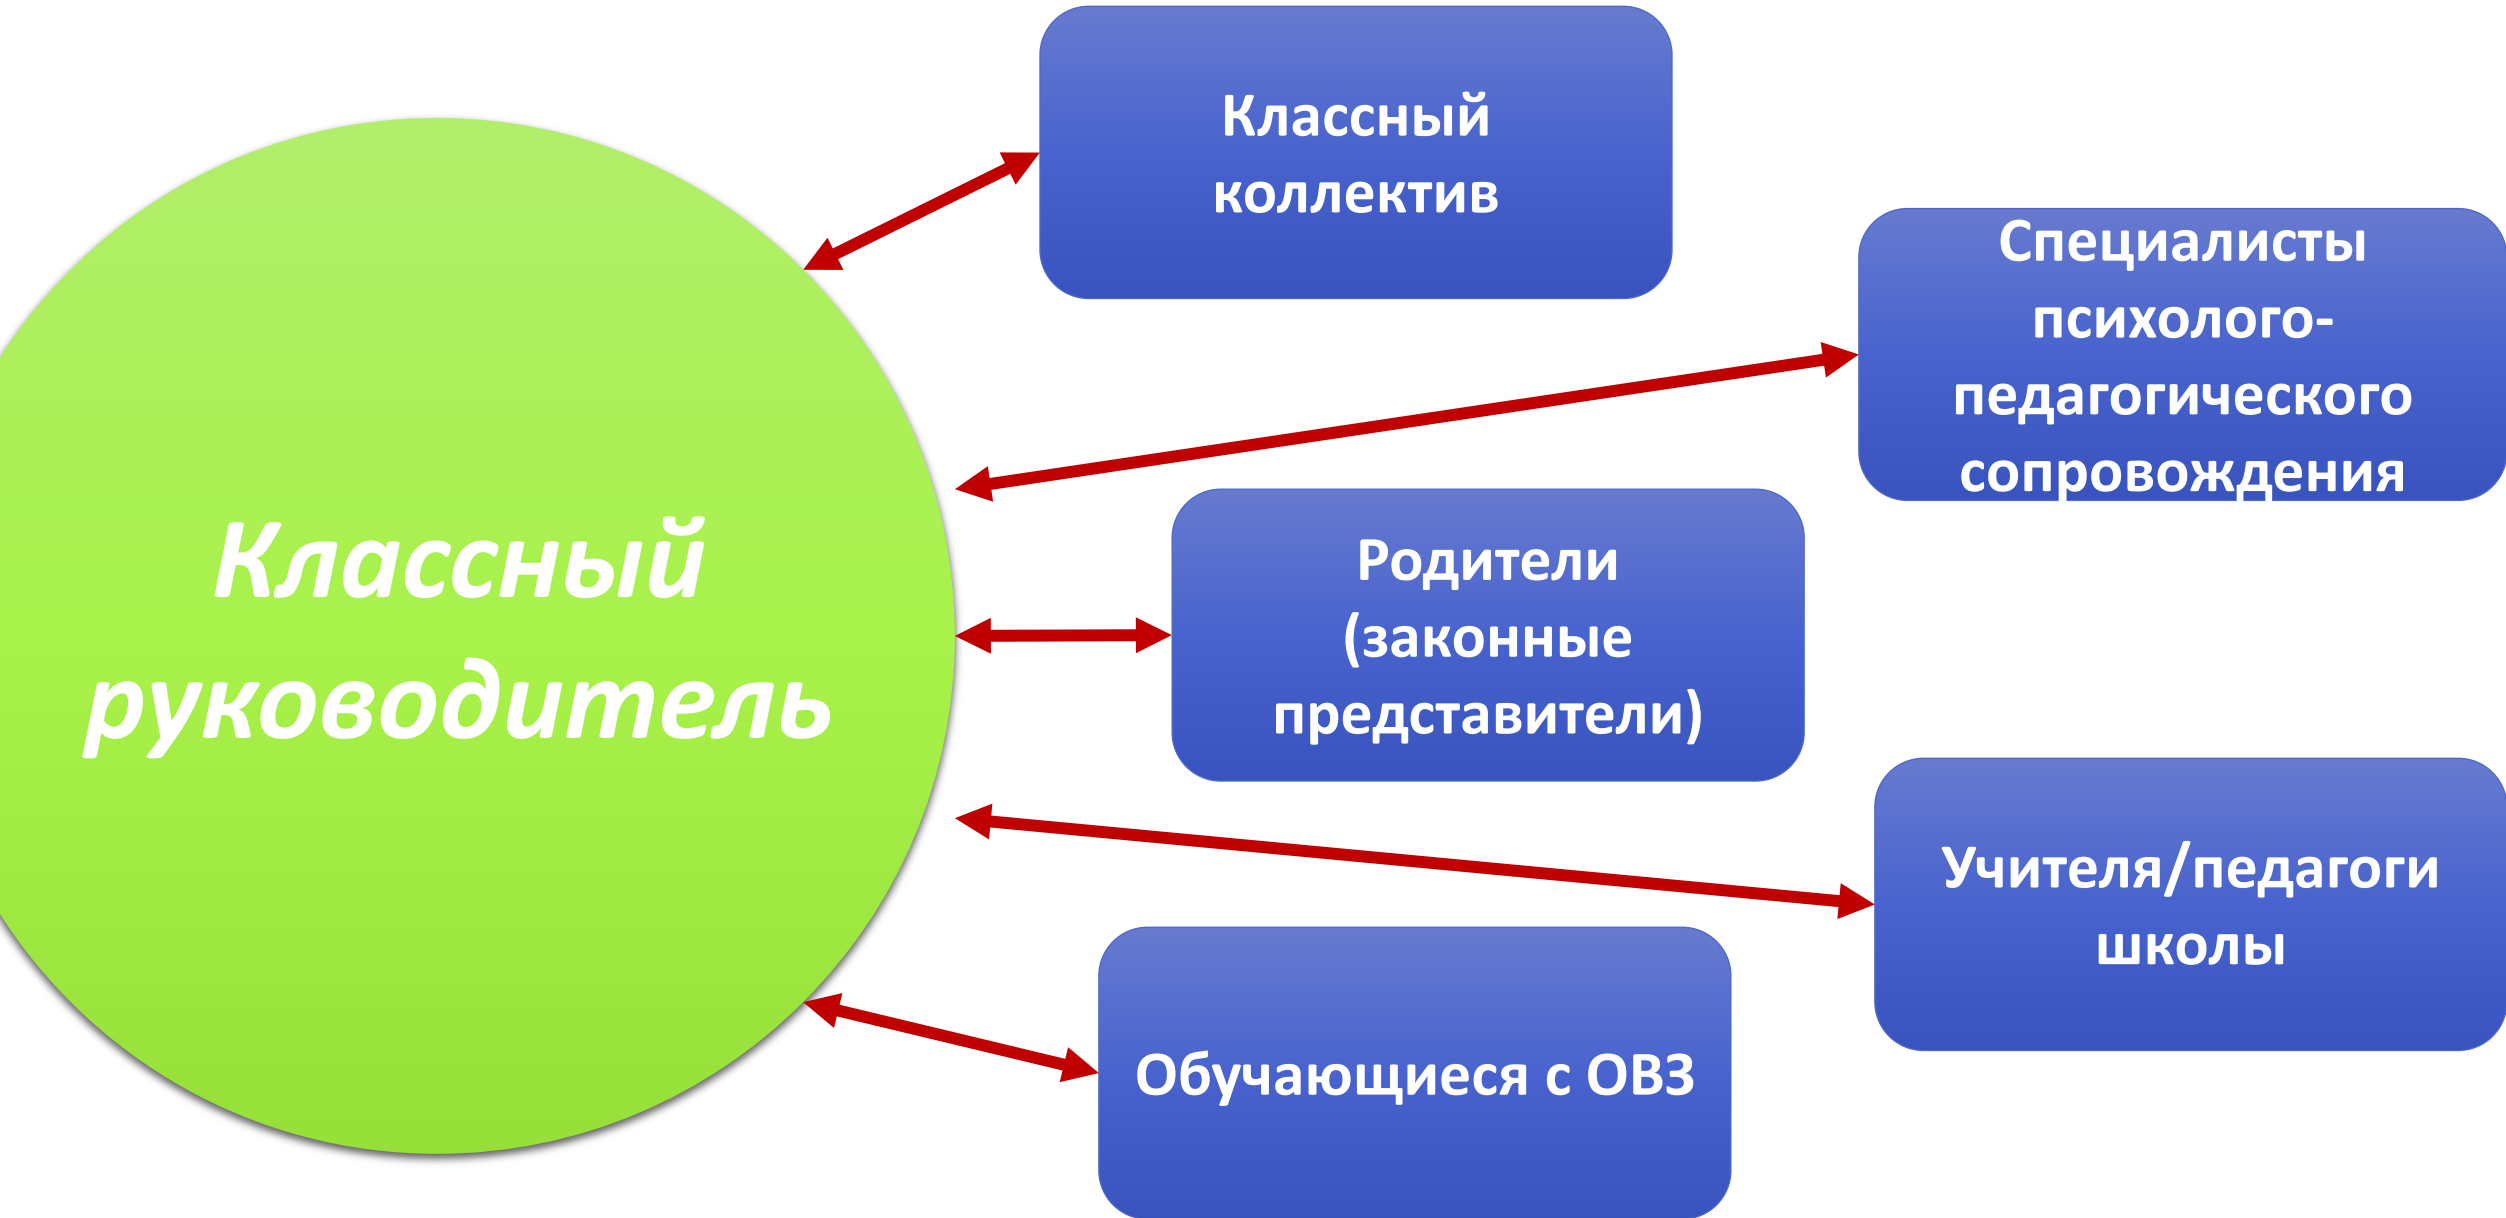 Классный
руководитель
Классный
коллектив
Специалисты
психолого-
педагогического
сопровождения
Родители
(законные
представители)
Учителя/педагоги
школы
Обучающиеся с ОВЗ